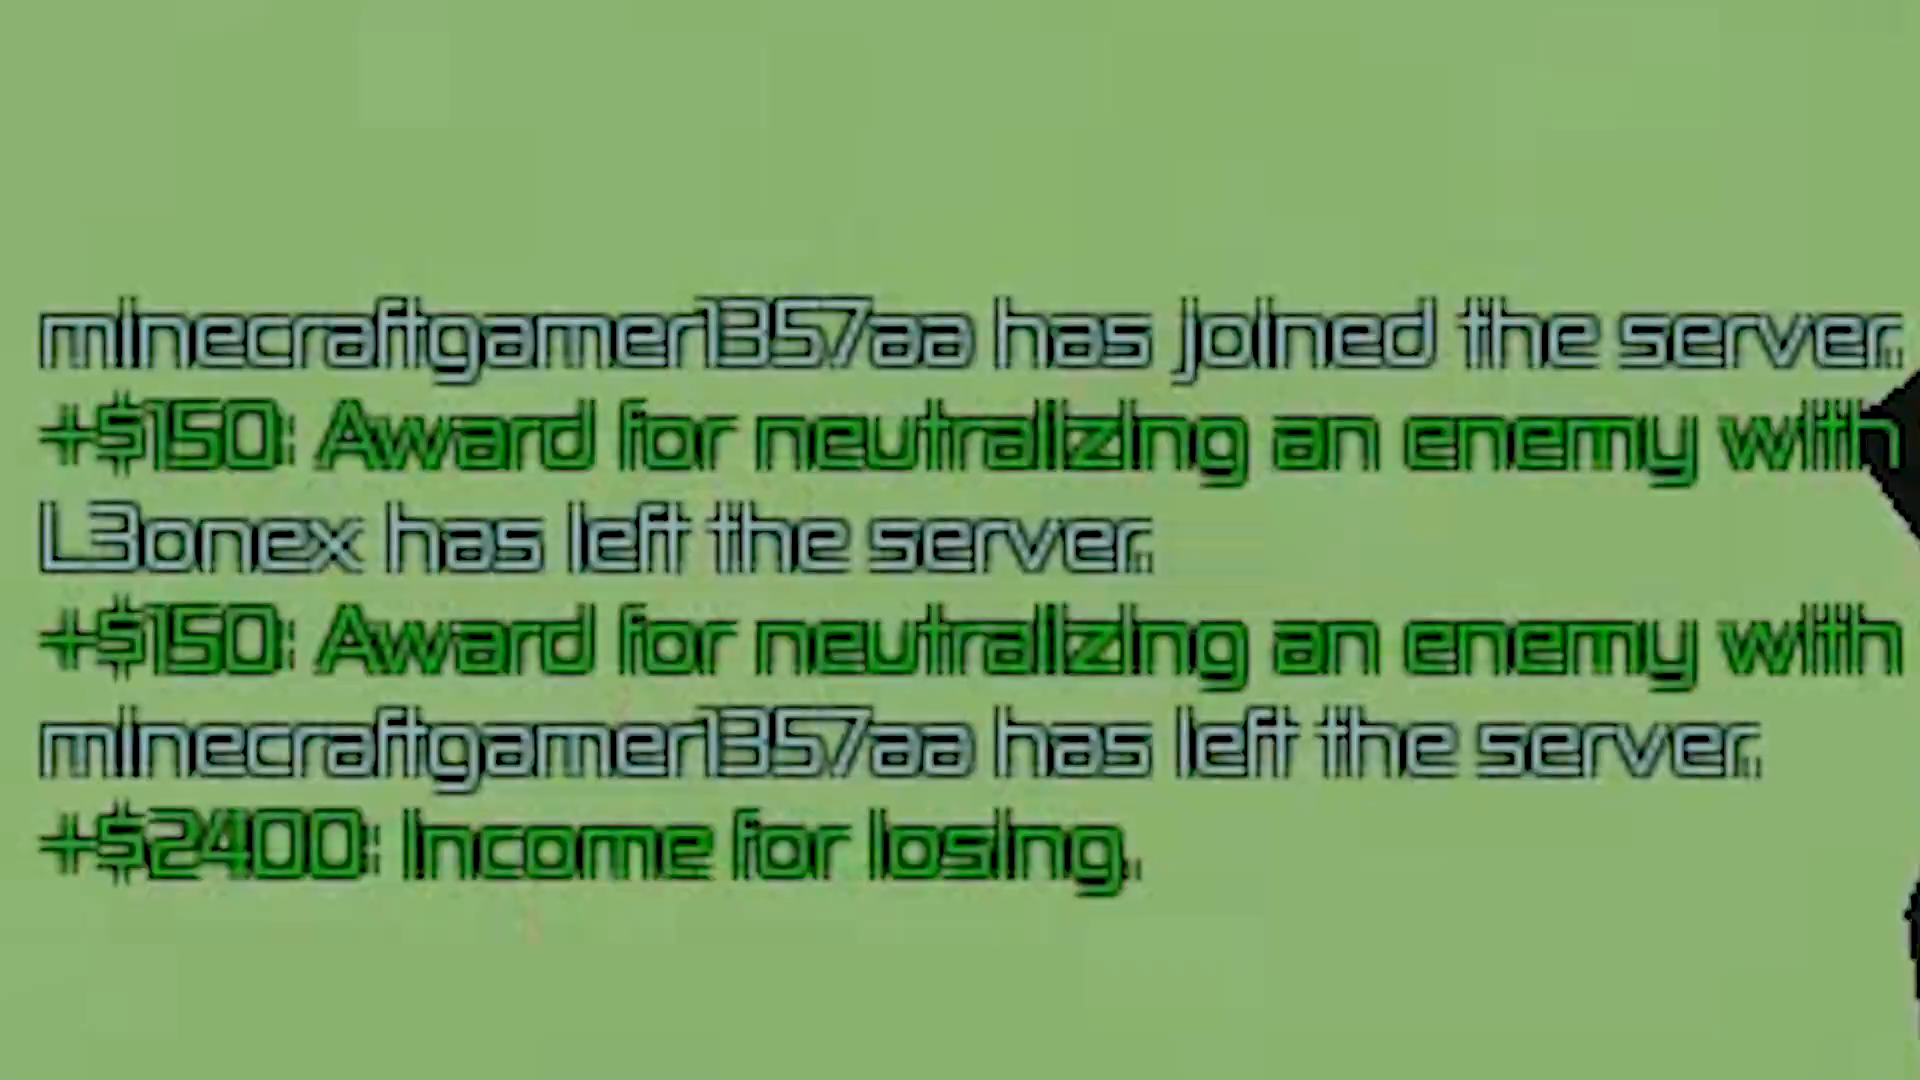 minecraftgamer1357aa has joined the server.
+$150: Award for neutralizing an enemy with
L3onex has left the server.
+$150: Award for neutralizing an enemy with
minecraftgamer1357aa has left the server.
+$2400: Income for losing.